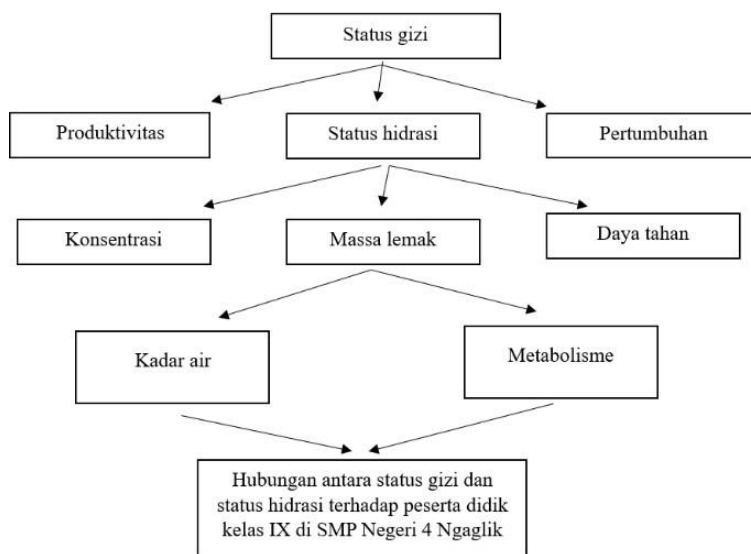 Status gizi
Produktivitas
Status hidrasi
Pertumbuhan
Konsentrasi
Massa lemak
Daya tahan
Kadar air
Metabolisme
Hubungan antara status gizi dan
status hidrasi terhadap peserta didik
kelas IX di SMP Negeri 4 Ngaglik